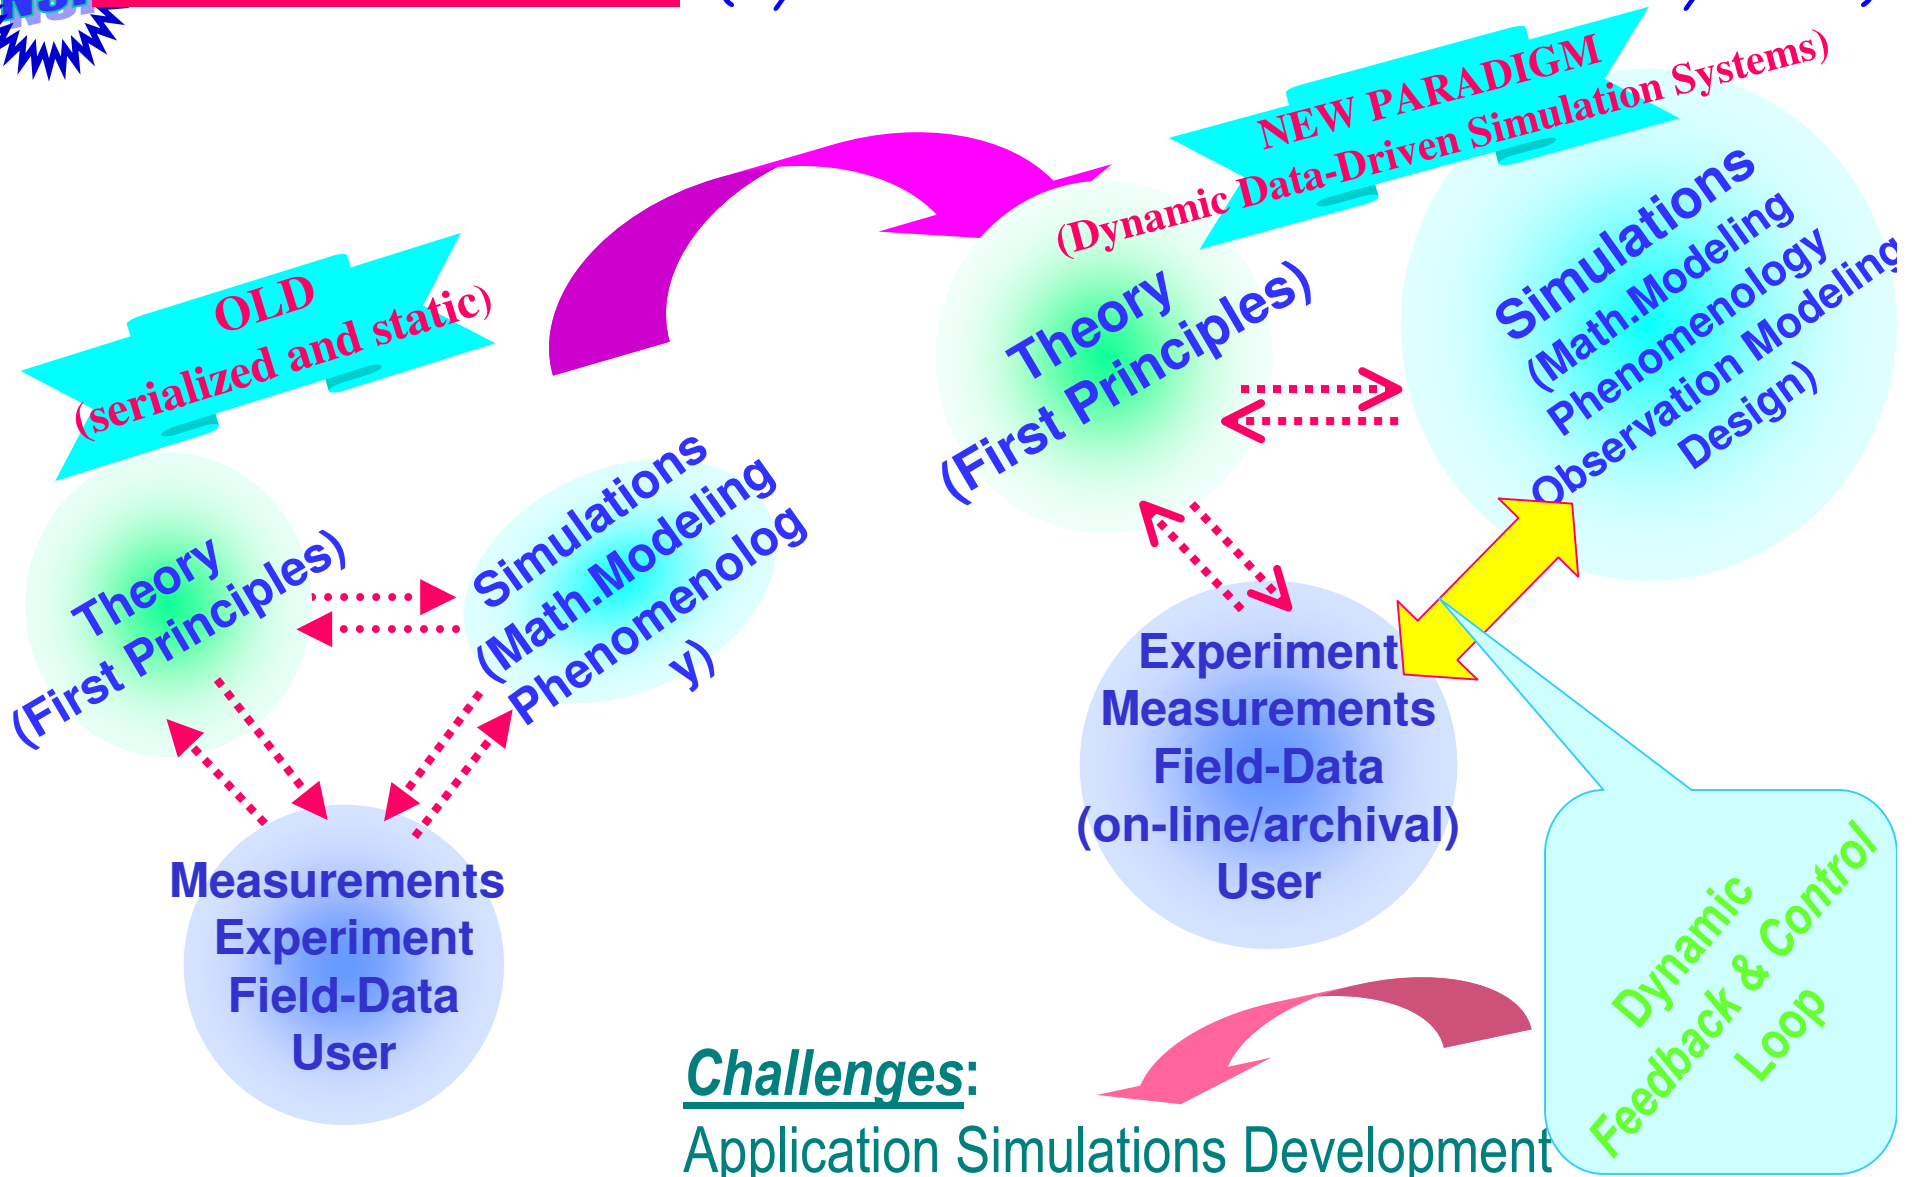 NSF
OLD
(serialized and static)
Theory
(First Principles)
Simulations
(Math.Modeling
Phenomenolog
y)
Measurements
Experiment
Field-Data
User
NEW PARADIGM
(Dynamic Data-Driven Simulation Systems)
Theory
(First Principles)
Simulations
(Math.Modeling
Phenomenology
Observation Modeling
Design)
Experiment
Measurements
Field-Data
(on-line/archival)
User
Dynamic
Feedback & Control
Loop
Challenges:
Application Simulations Development